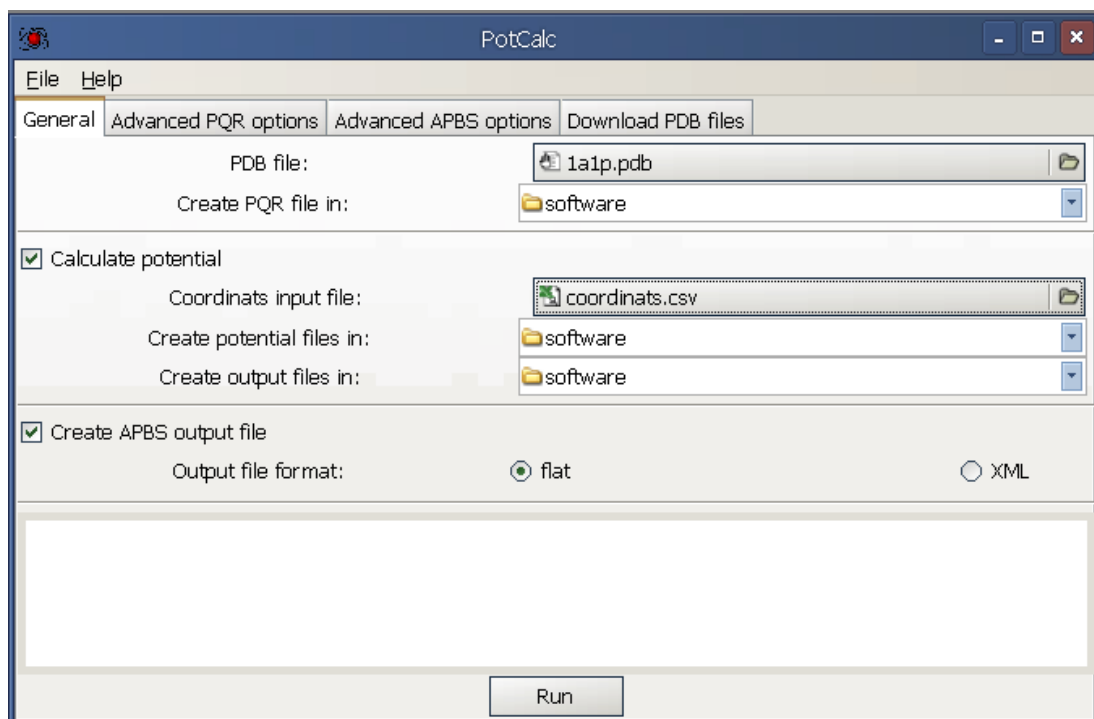 PotCalc
File Help
General Advanced PQR options Advanced APBS options Download PDB files
PDB file: 1a1p.pdb
Create PQR file in: software
Calculate potential
Coordinats input file: coordinats.csv
Create potential files in: software
Create output files in: software
Create APBS output file
Output file format: flat XML
Run